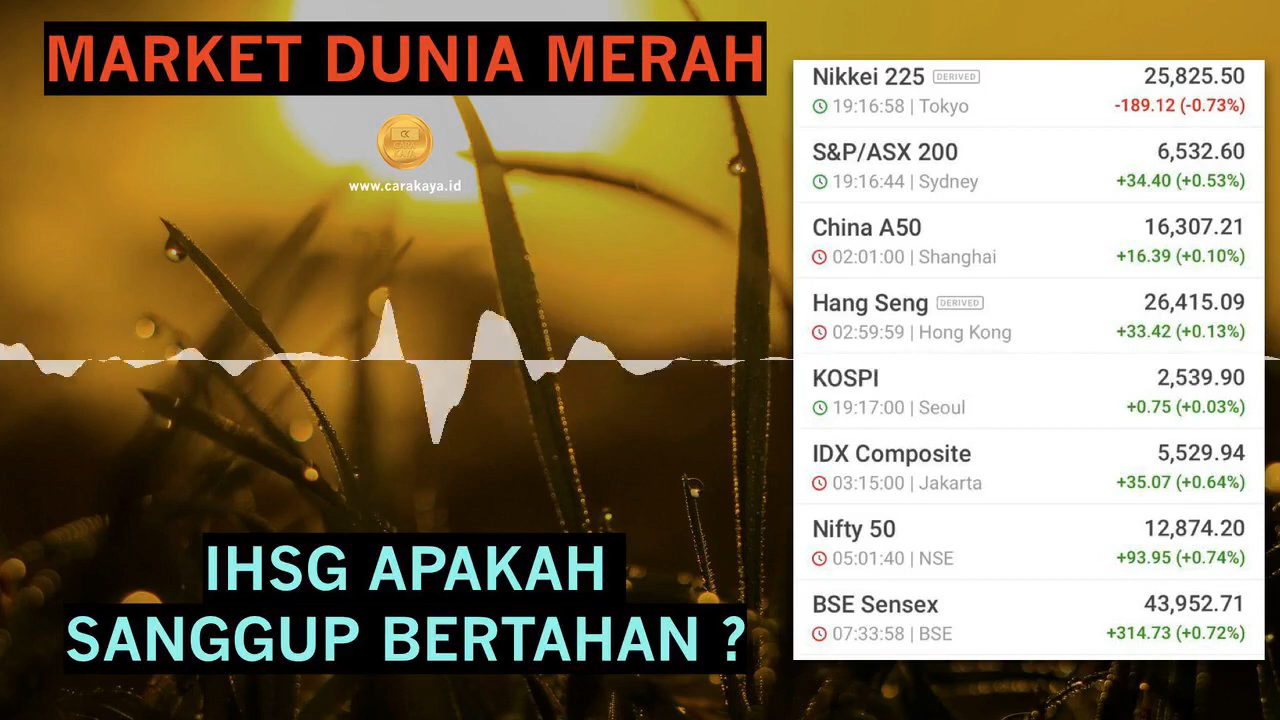 MARKET DUNIA MERAH
www.carakaya.id
IHSG APAKAH
SANGGUP BERTAHAN ?
Nikkei 225 DERIVED 25,825.50
19:16:58 | Tokyo -189.12 (-0.73%)
S&P/ASX 200 6,532.60
19:16:44 | Sydney +34.40 (+0.53%)
China A50 16,307.21
02:01:00 | Shanghai +16.39 (+0.10%)
Hang Seng DERIVED 26,415.09
02:59:59 | Hong Kong +33.42 (+0.13%)
KOSPI 2,539.90
19:17:00 | Seoul +0.75 (+0.03%)
IDX Composite 5,529.94
03:15:00 | Jakarta +35.07 (+0.64%)
Nifty 50 12,874.20
05:01:40 | NSE +93.95 (+0.74%)
BSE Sensex 43,952.71
07:33:58 | BSE +314.73 (+0.72%)